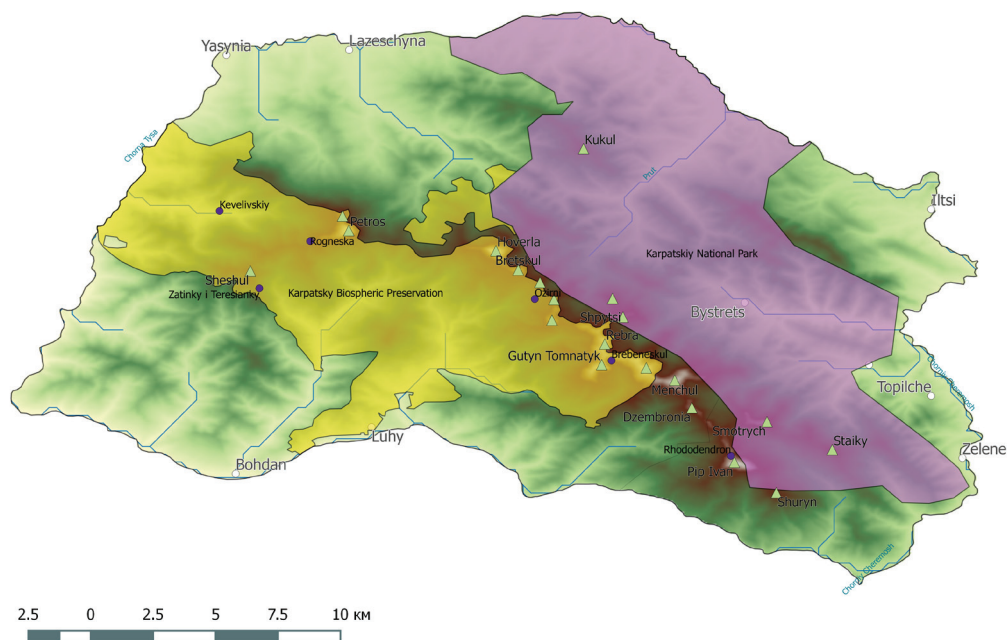 Lazeschyna
Yasynia
Chorna Tysa
Kukul
Prut
Kevelivskiy
Iltsi
Petros
Rogneska
Hoverla
Karpatskiy National Park
Bretskul
Sheshul
Zatinky i Teresianky
Karpatsky Biospheric Preservation
Ozirni
Bystrets
Shpytsi
Rebra
Gutyn Tomnatyk
Brebeneskul
Menchul
Topilche
Dzembronia
Smotrych
Luhy
Staiky
Rhododendron
Zelene
Bohdan
Pip Ivan
Shuryn
Chornyi Cheremosh
2.5 0 2.5 5 7.5 10 км